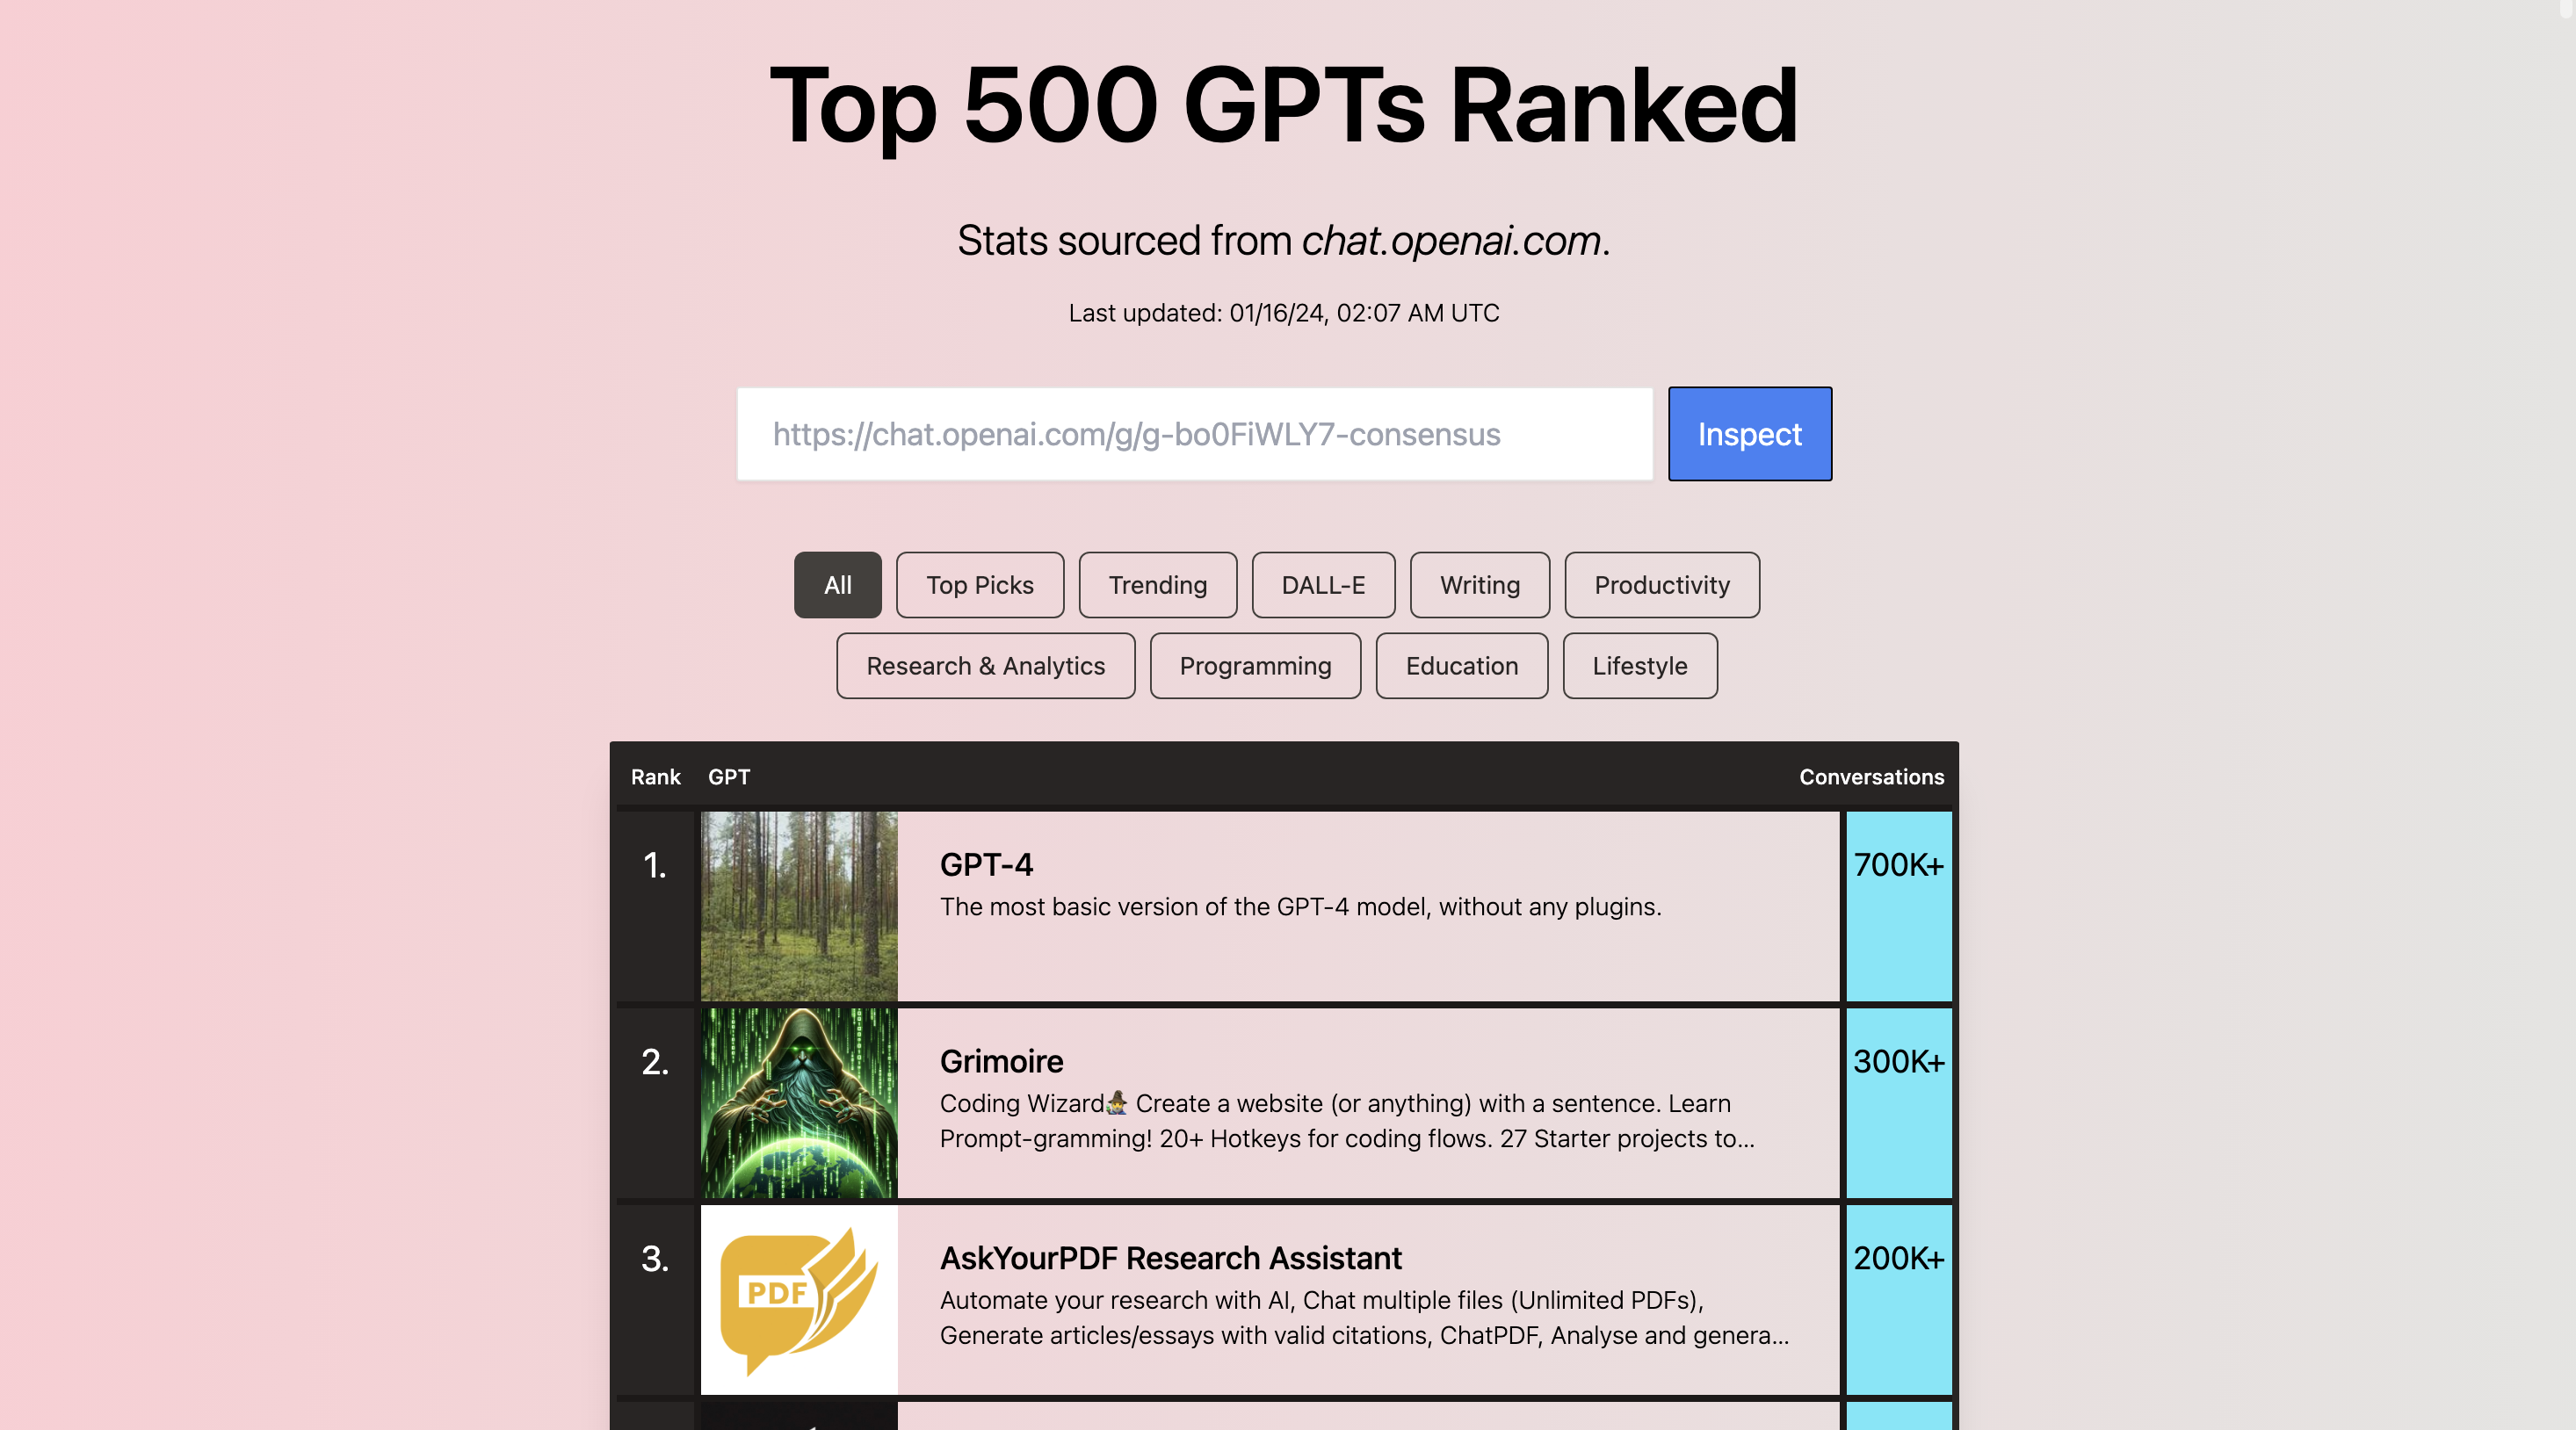 Top 500 GPTs Ranked
Stats sourced from chat.openai.com.
Last updated: 01/16/24, 02:07 AM UTC
https://chat.openai.com/g/g-bo0FiWLY7-consensus
Inspect
All
Top Picks
Trending
DALL-E
Writing
Productivity
Research & Analytics
Programming
Education
Lifestyle
Rank
GPT
Conversations
1.
GPT-4
700K+
The most basic version of the GPT-4 model, without any plugins.
2.
Grimoire
300K+
Coding Wizard🧙‍♂️ Create a website (or anything) with a sentence. Learn
Prompt-gramming! 20+ Hotkeys for coding flows. 27 Starter projects to...
3.
PDF
AskYourPDF Research Assistant
200K+
Automate your research with AI, Chat multiple files (Unlimited PDFs),
Generate articles/essays with valid citations, ChatPDF, Analyse and genera...